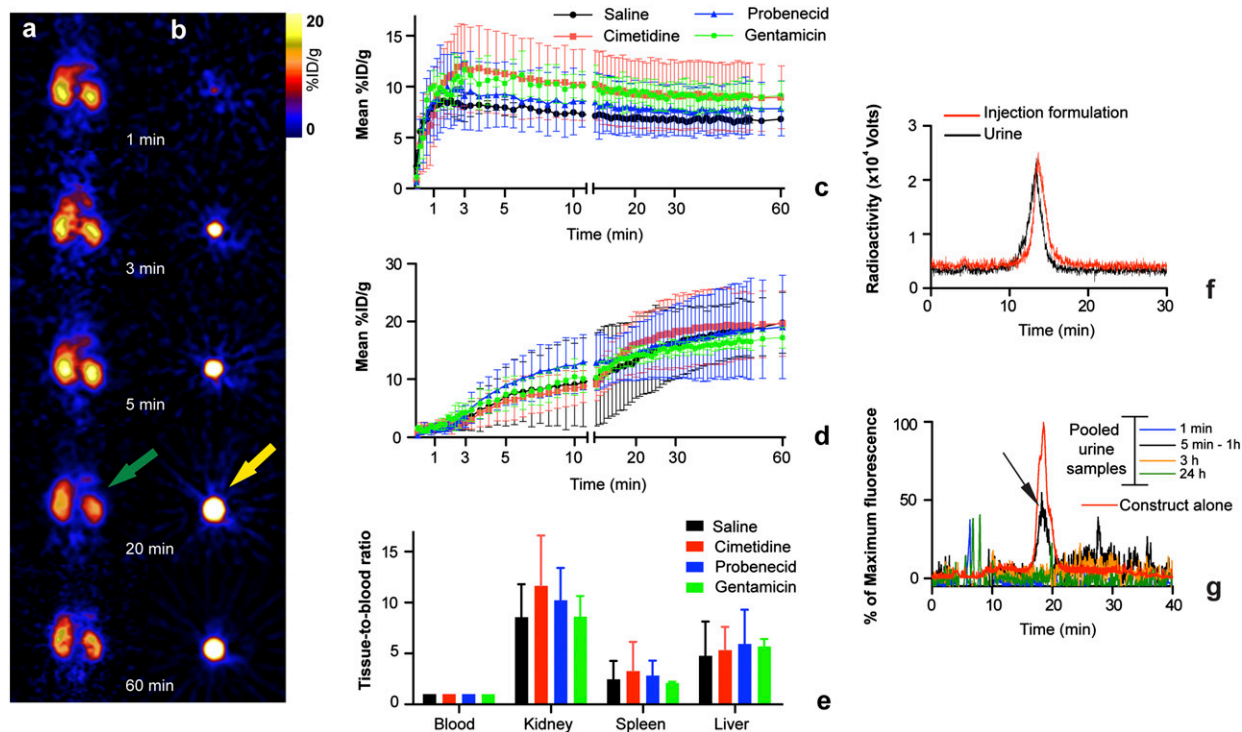 a
b
20
%ID/g
0
1 min
3 min
5 min
20 min
60 min
Saline
Probenecid
Cimetidine
Gentamicin
Mean %ID/g
15
10
5
0
1 3 5 10 20 30 60
Time (min)
c
Mean %ID/g
30
20
10
0
1 3 5 10 20 30 60
Time (min)
d
Tissue-to-blood ratio
15
10
5
0
Saline
Cimetidine
Probenecid
Gentamicin
Blood Kidney Spleen Liver
e
Injection formulation
Urine
Radioactivity (x10⁴ Volts)
3
2
1
0
0 10 20 30
Time (min)
f
% of Maximum fluorescence
100
50
0
Pooled
urine
samples
1 min
5 min - 1h
3 h
24 h
Construct alone
0 10 20 30 40
Time (min)
g